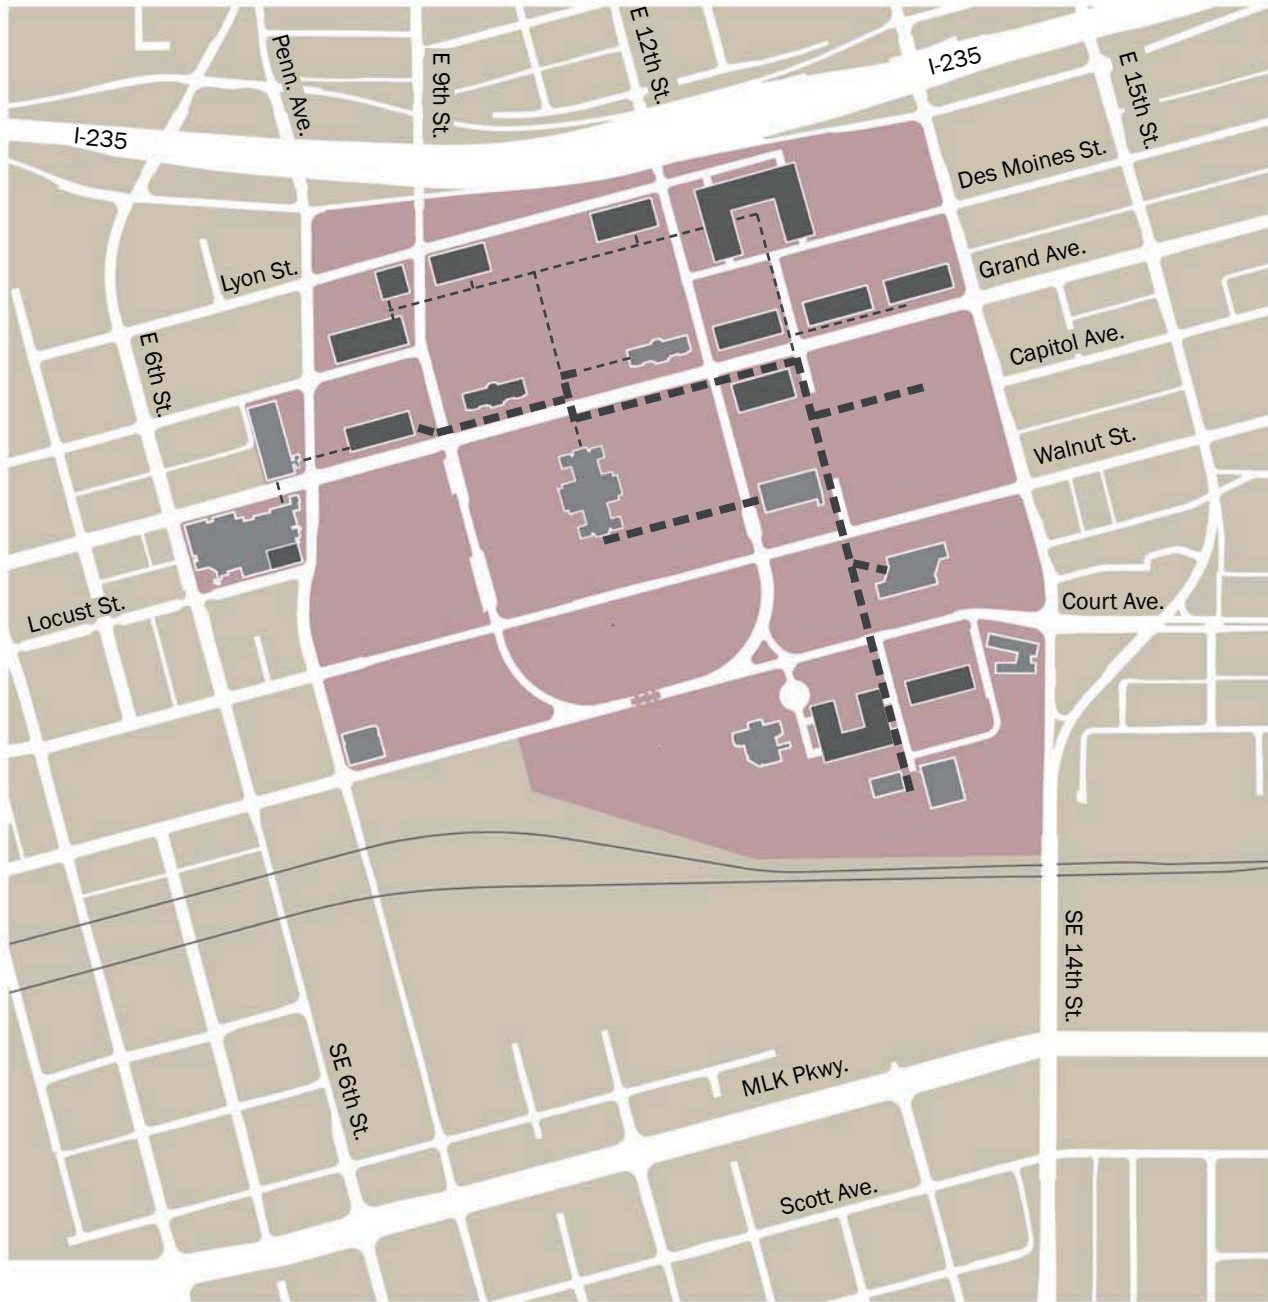 E 12th St.
Penn. Ave.
E 9th St.
I-235
E 15th St.
I-235
Des Moines St.
Lyon St.
Grand Ave.
E 6th St.
Capitol Ave.
Walnut St.
Locust St.
Court Ave.
SE 14th St.
SE 6th St.
MLK Pkwy.
Scott Ave.